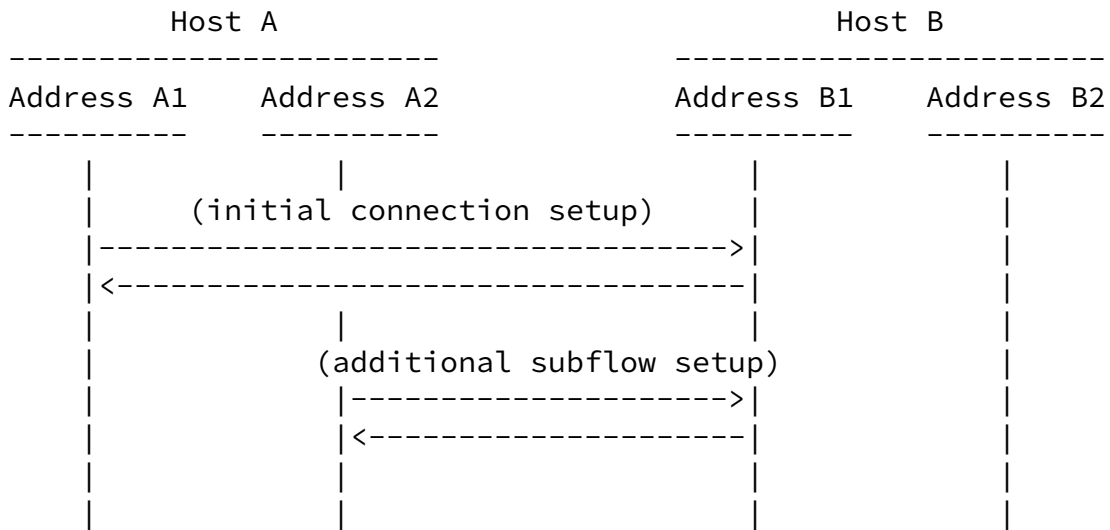 Host A Host B
------------------------ ------------------------
Address A1 Address A2 Address B1 Address B2
---------- ---------- ---------- ----------
| | | |
| (initial connection setup) | |
|----------------------------------->| |
|<-----------------------------------| |
| | | |
| (additional subflow setup) |
| |--------------------->| |
| |<---------------------| |
| | | |
| | | |